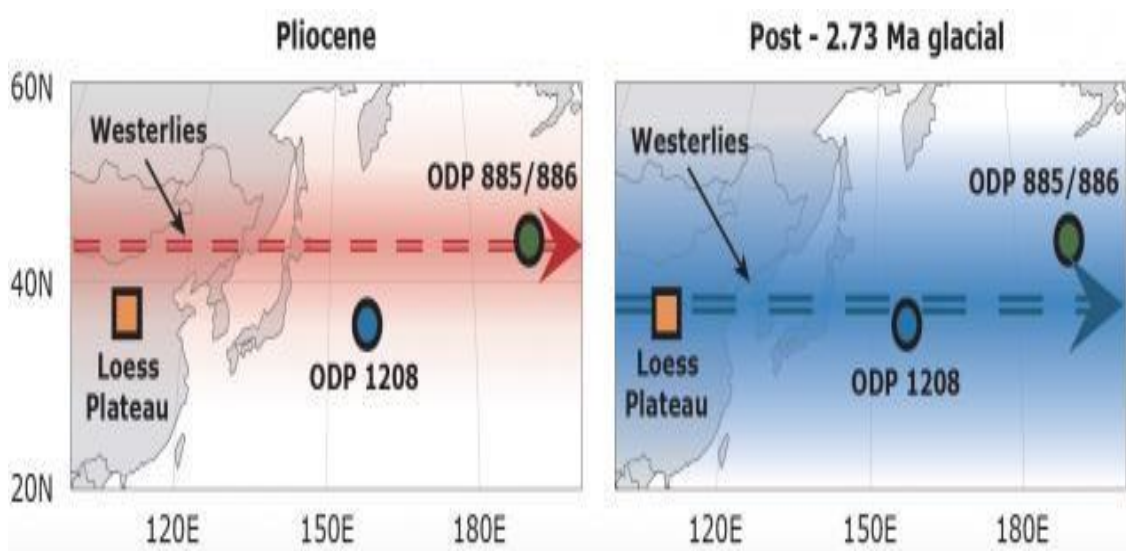 Pliocene
60N
40N
20N
Westerlies
ODP 885/886
Loess
Plateau
ODP 1208
120E 150E 180E
Post - 2.73 Ma glacial
Westerlies
ODP 885/886
Loess
Plateau
ODP 1208
120E 150E 180E